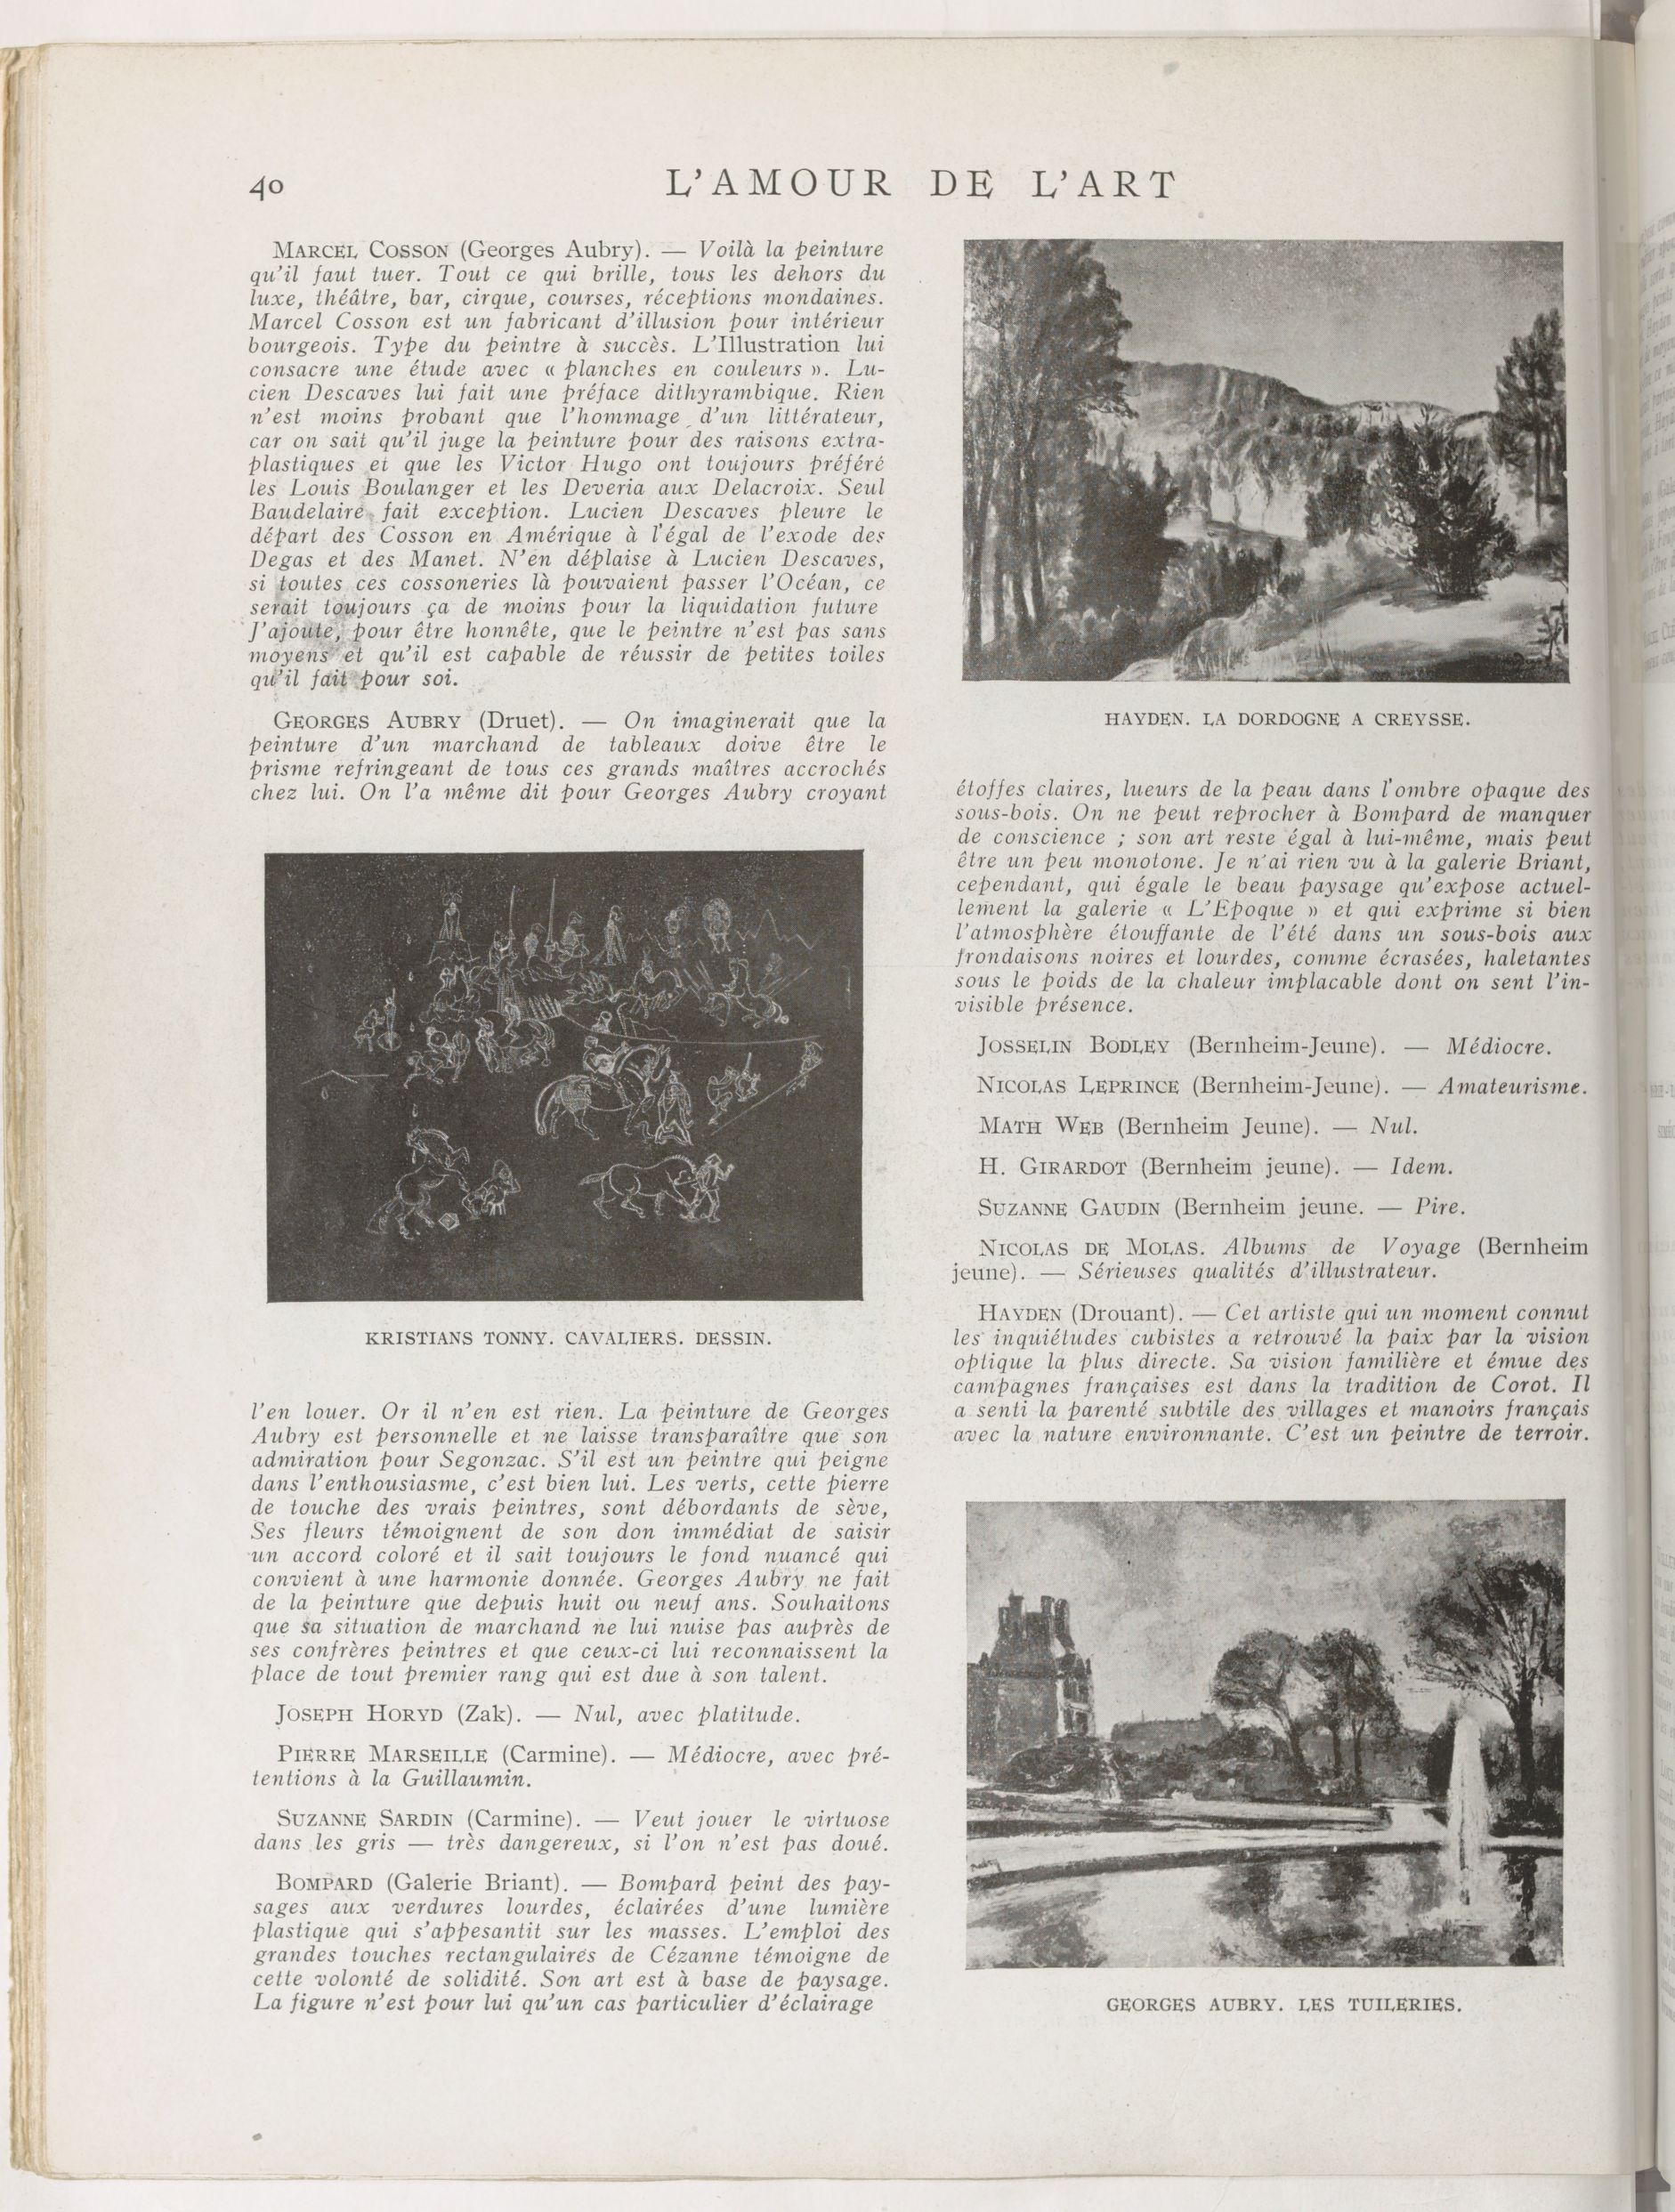 40
L'AMOUR DE L'ART
MARCEL COSSON (Georges Aubry). — Voilà la peinture
qu'il faut tuer. Tout ce qui brille, tous les dehors du
luxe, théâtre, bar, cirque, courses, réceptions mondaines.
Marcel Cosson est un fabricant d'illusion pour intérieur
bourgeois. Type du peintre à succès. L'Illustration lui
consacre une étude avec « planches en couleurs ». Lu-
cien Descaves lui fait une préface dithyrambique. Rien
n'est moins probant que l'hommage d'un littérateur,
car on sait qu'il juge la peinture pour des raisons extra-
plastiques et que les Victor Hugo ont toujours préféré
les Louis Boulanger et les Deveria aux Delacroix. Seul
Baudelaire fait exception. Lucien Descaves pleure le
départ des Cosson en Amérique à l'égal de l'exode des
Degas et des Manet. N'en déplaise à Lucien Descaves,
si toutes ces cossoneries là pouvaient passer l'Océan, ce
serait toujours ça de moins pour la liquidation future
J'ajoute, pour être honnête, que le peintre n'est pas sans
moyens et qu'il est capable de réussir de petites toiles
qu'il fait pour soi.
GEORGES AUBRY (Druet). — On imaginerait que la
peinture d'un marchand de tableaux doive être le
prisme refringeant de tous ces grands maîtres accrochés
chez lui. On l'a même dit pour Georges Aubry croyant
KRISTIANS TONNY. CAVALIERS. DESSIN.
l'en louer. Or il n'en est rien. La peinture de Georges
Aubry est personnelle et ne laisse transparaître que son
admiration pour Segonzac. S'il est un peintre qui peigne
dans l'enthousiasme, c'est bien lui. Les verts, cette pierre
de touche des vrais peintres, sont débordants de sève,
Ses fleurs témoignent de son don immédiat de saisir
un accord coloré et il sait toujours le fond nuancé qui
convient à une harmonie donnée. Georges Aubry ne fait
de la peinture que depuis huit ou neuf ans. Souhaitons
que sa situation de marchand ne lui nuise pas auprès de
ses confrères peintres et que ceux-ci lui reconnaissent la
place de tout premier rang qui est due à son talent.
JOSEPH HORYD (Zak). — Nul, avec platitude.
PIERRE MARSEILLE (Carmine). — Médiocre, avec pré-
tentions à la Guillaumin.
SUZANNE SARDIN (Carmine). — Veut jouer le virtuose
dans les gris — très dangereux, si l'on n'est pas doué.
BOMPARD (Galerie Briant). — Bompard peint des pay-
sages aux verdures lourdes, éclairées d'une lumière
plastique qui s'appesantit sur les masses. L'emploi des
grandes touches rectangulaires de Cézanne témoigne de
cette volonté de solidité. Son art est à base de paysage.
La figure n'est pour lui qu'un cas particulier d'éclairage
HAYDEN. LA DORDOGNE A CREYSSE.
étoffes claires, lueurs de la peau dans l'ombre opaque des
sous-bois. On ne peut reprocher à Bompard de manquer
de conscience ; son art reste égal à lui-même, mais peut
être un peu monotone. Je n'ai rien vu à la galerie Briant,
cependant, qui égale le beau paysage qu'expose actuel-
lement la galerie « L'Epoque » et qui exprime si bien
l'atmosphère étouffante de l'été dans un sous-bois aux
frondaisons noires et lourdes, comme écrasées, haletantes
sous le poids de la chaleur implacable dont on sent l'in-
visible présence.
JOSSELIN BODLEY (Bernheim-Jeune). — Médiocre.
NICOLAS LEPRINCE (Bernheim-Jeune). — Amateurisme.
MATH WEB (Bernheim Jeune). — Nul.
H. GIRARDOT (Bernheim jeune). — Idem.
SUZANNE GAUDIN (Bernheim jeune. — Pire.
NICOLAS DE MOLAS. Albums de Voyage (Bernheim
jeune). — Sérieuses qualités d'illustrateur.
HAYDEN (Drouant). — Cet artiste qui un moment connut
les inquiétudes cubistes a retrouvé la paix par la vision
optique la plus directe. Sa vision familière et émue des
campagnes françaises est dans la tradition de Corot. Il
a senti la parenté subtile des villages et manoirs français
avec la nature environnante. C'est un peintre de terroir.
GEORGES AUBRY. LES TUILERIES.